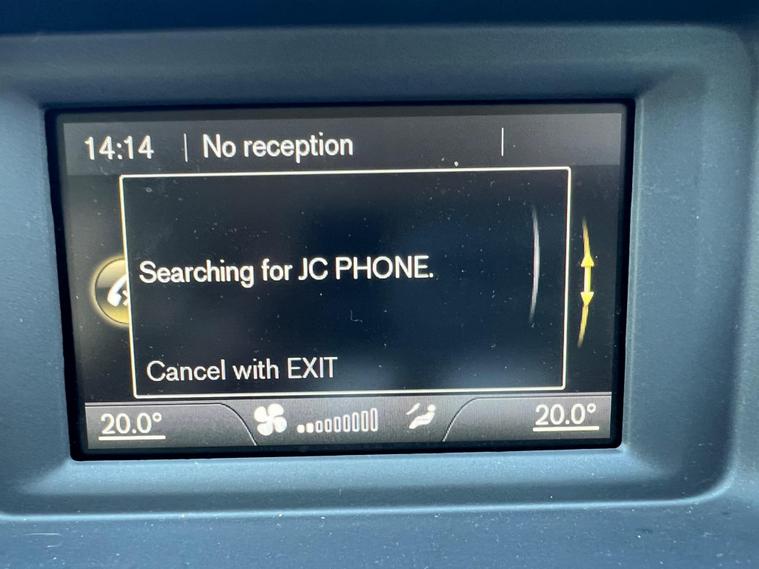 14:14 No reception
Searching for JC PHONE.
Cancel with EXIT
20.0° 20.0°